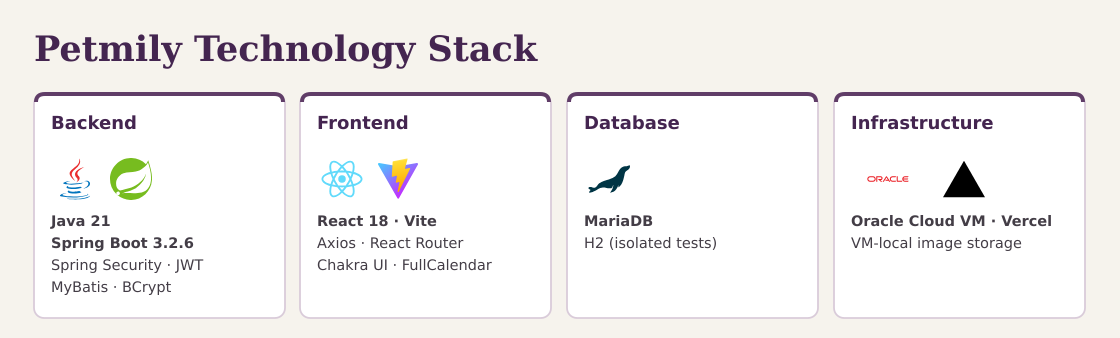 Petmily Technology Stack
Backend
Java 21
Spring Boot 3.2.6
Spring Security · JWT
MyBatis · BCrypt
Frontend
React 18 · Vite
Axios · React Router
Chakra UI · FullCalendar
Database
MariaDB
H2 (isolated tests)
Infrastructure
ORACLE
Oracle Cloud VM · Vercel
VM-local image storage